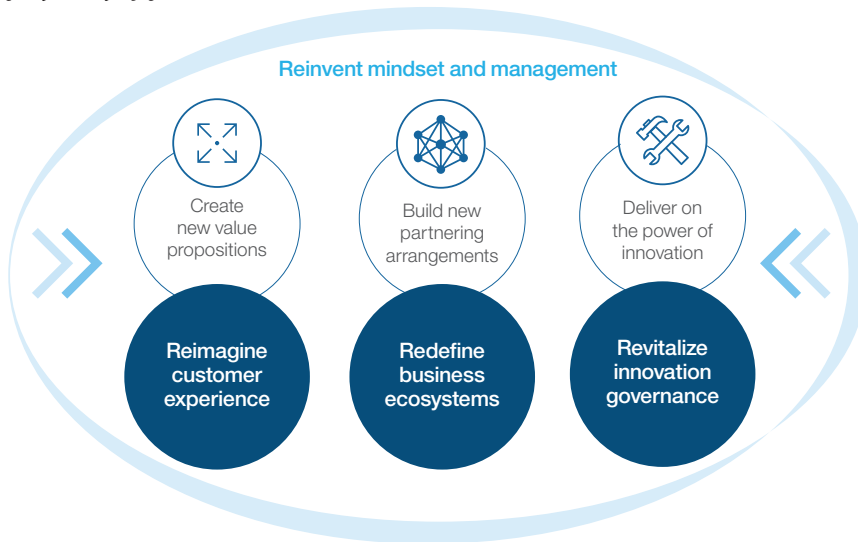 Reinvent mindset and management
Create
new value
propositions
Build new
partnering
arrangements
Deliver on
the power of
innovation
Reimagine
customer
experience
Redefine
business
ecosystems
Revitalize
innovation
governance